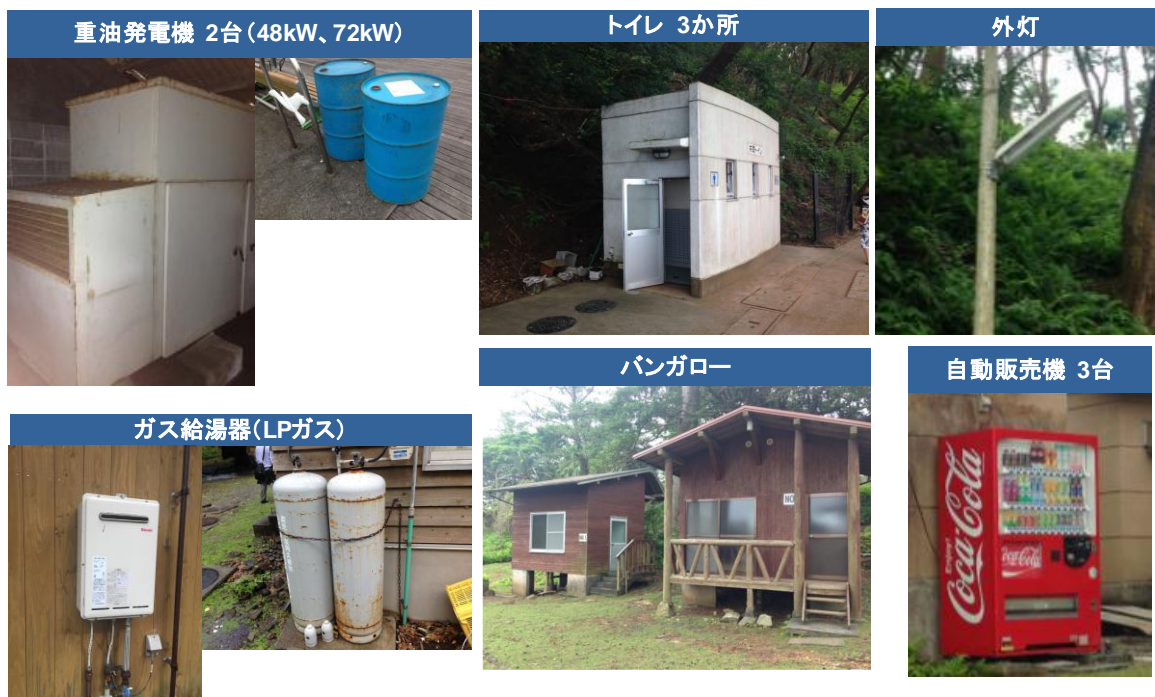 重油発電機 2台(48kW、72kW)
トイレ 3か所
外灯
バンガロー
自動販売機 3台
ガス給湯器(LPガス)
NO
Enjoy
Coca-Cola
Coca-Cola